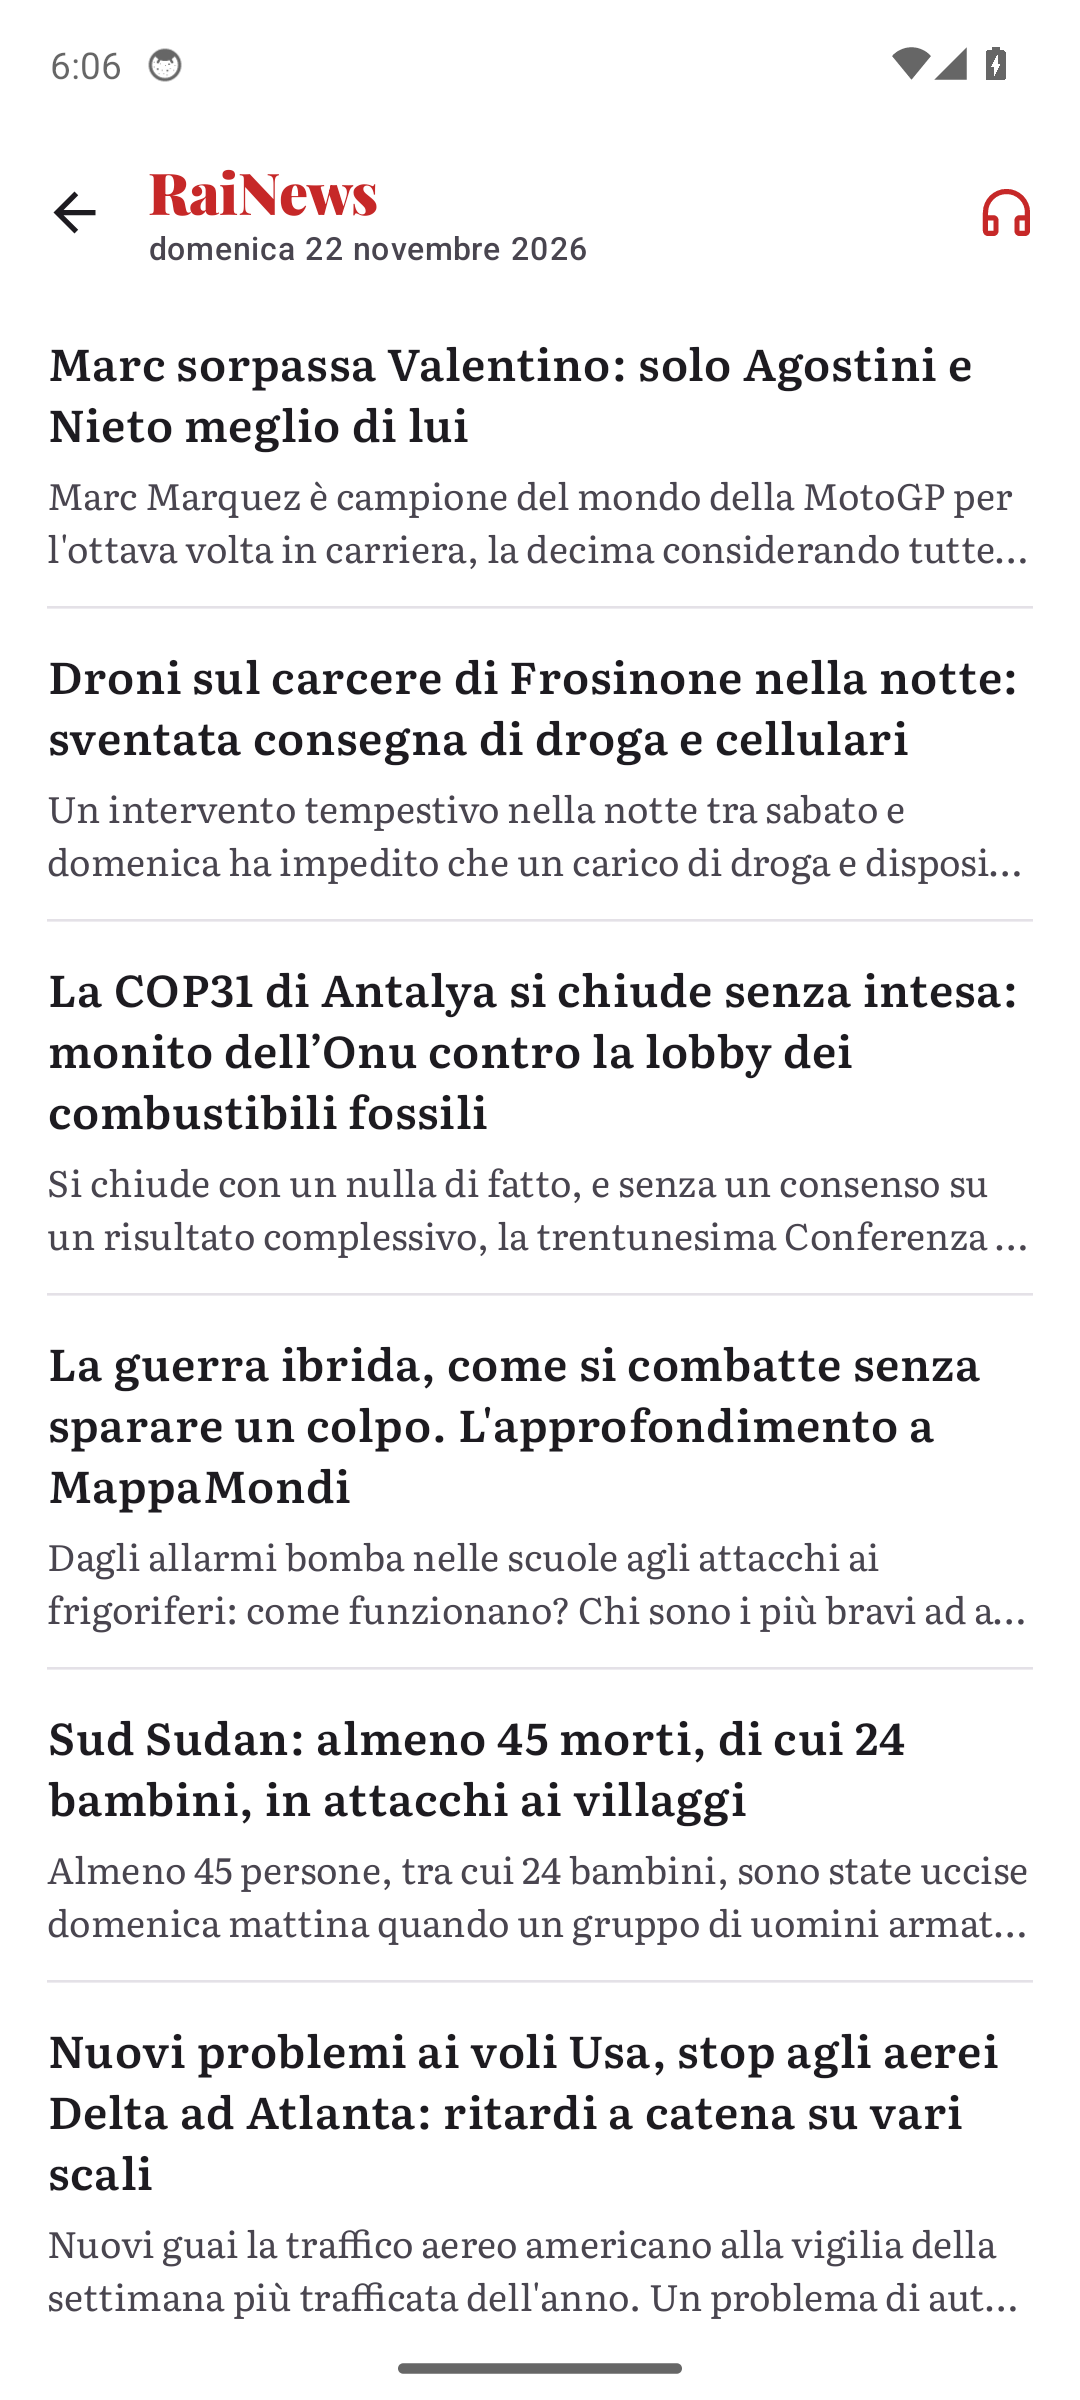 6:06
RaiNews
domenica 22 novembre 2026
Marc sorpassa Valentino: solo Agostini e
Nieto meglio di lui
Marc Marquez è campione del mondo della MotoGP per
l'ottava volta in carriera, la decima considerando tutte...
Droni sul carcere di Frosinone nella notte:
sventata consegna di droga e cellulari
Un intervento tempestivo nella notte tra sabato e
domenica ha impedito che un carico di droga e disposi...
La COP31 di Antalya si chiude senza intesa:
monito dell’Onu contro la lobby dei
combustibili fossili
Si chiude con un nulla di fatto, e senza un consenso su
un risultato complessivo, la trentunesima Conferenza ...
La guerra ibrida, come si combatte senza
sparare un colpo. L'approfondimento a
MappaMondi
Dagli allarmi bomba nelle scuole agli attacchi ai
frigoriferi: come funzionano? Chi sono i più bravi ad a...
Sud Sudan: almeno 45 morti, di cui 24
bambini, in attacchi ai villaggi
Almeno 45 persone, tra cui 24 bambini, sono state uccise
domenica mattina quando un gruppo di uomini armat...
Nuovi problemi ai voli Usa, stop agli aerei
Delta ad Atlanta: ritardi a catena su vari
scali
Nuovi guai la traffico aereo americano alla vigilia della
settimana più trafficata dell'anno. Un problema di aut...